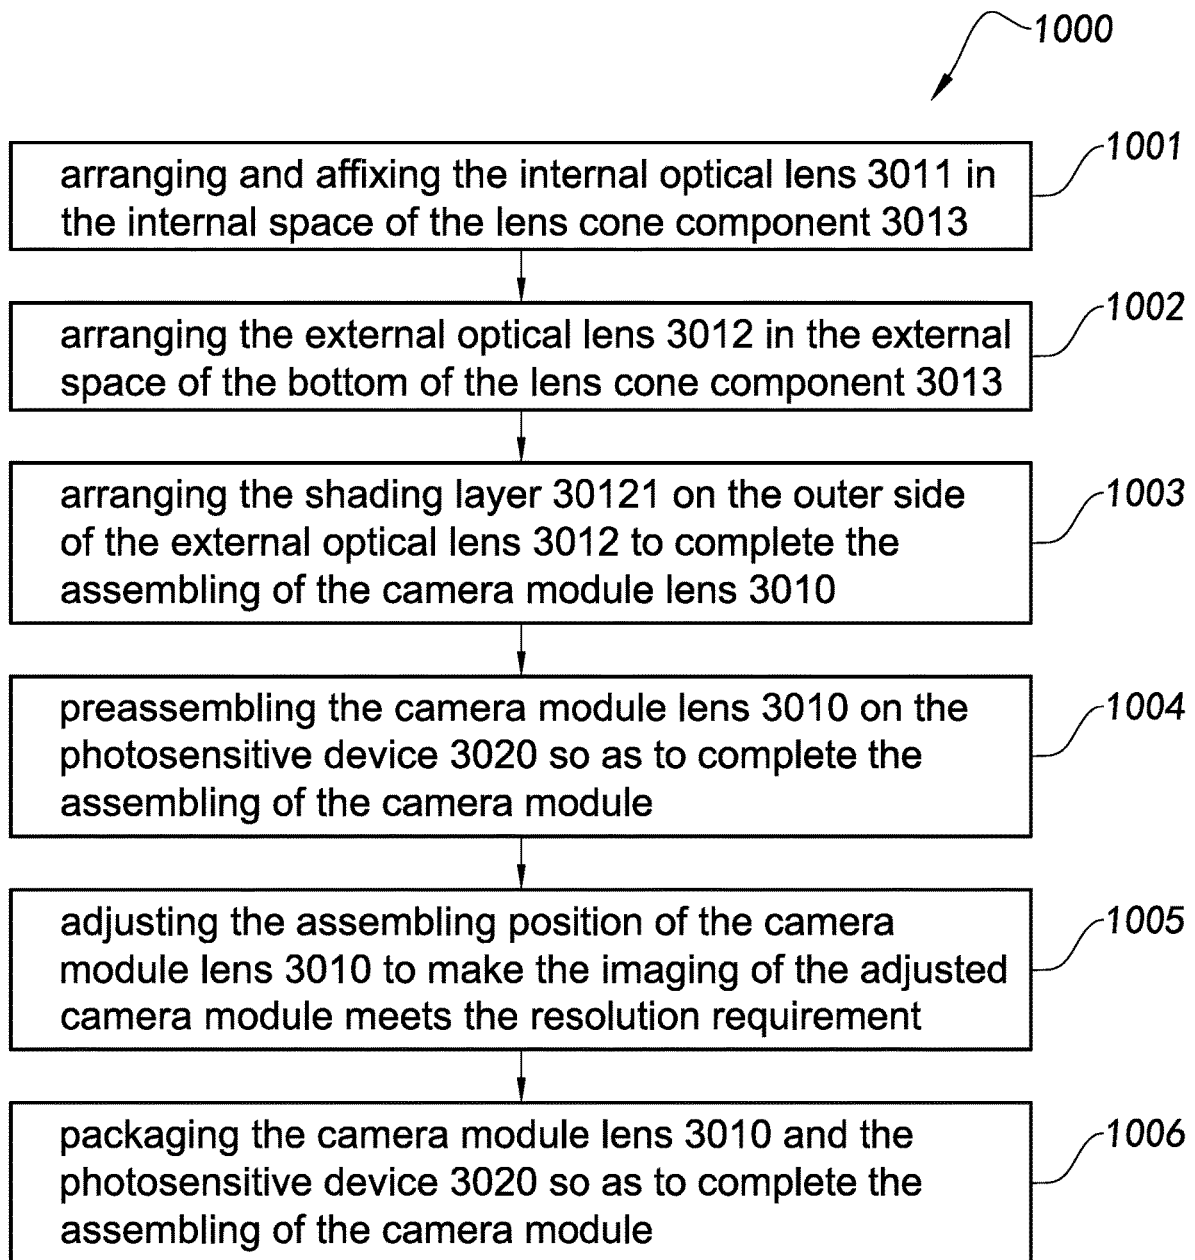 1000
1001
arranging and affixing the internal optical lens 3011 in
the internal space of the lens cone component 3013
1002
arranging the external optical lens 3012 in the external
space of the bottom of the lens cone component 3013
1003
arranging the shading layer 30121 on the outer side
of the external optical lens 3012 to complete the
assembling of the camera module lens 3010
1004
preassembling the camera module lens 3010 on the
photosensitive device 3020 so as to complete the
assembling of the camera module
1005
adjusting the assembling position of the camera
module lens 3010 to make the imaging of the adjusted
camera module meets the resolution requirement
1006
packaging the camera module lens 3010 and the
photosensitive device 3020 so as to complete the
assembling of the camera module